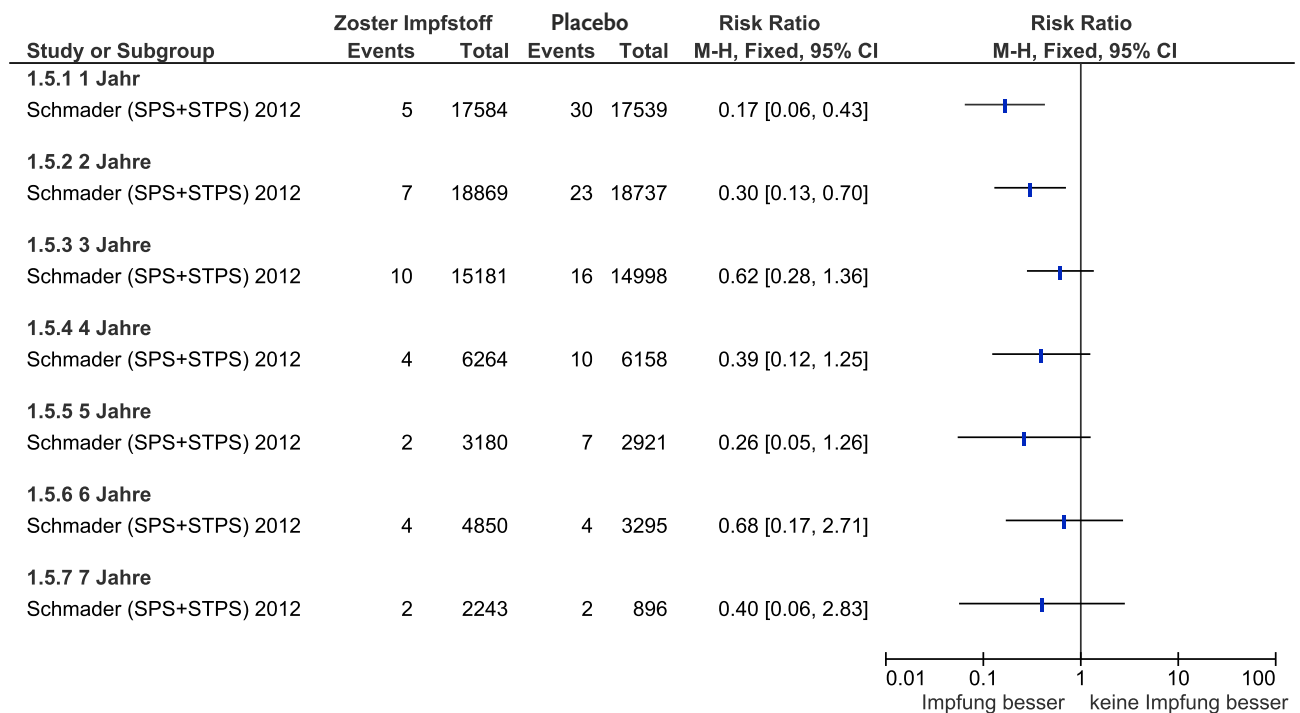 Zoster Impfstoff Placebo Risk Ratio Risk Ratio
Study or Subgroup Events Total Events Total M-H, Fixed, 95% CI M-H, Fixed, 95% CI
1.5.1 1 Jahr
Schmader (SPS+STPS) 2012 5 17584 30 17539 0.17 [0.06, 0.43]
1.5.2 2 Jahre
Schmader (SPS+STPS) 2012 7 18869 23 18737 0.30 [0.13, 0.70]
1.5.3 3 Jahre
Schmader (SPS+STPS) 2012 10 15181 16 14998 0.62 [0.28, 1.36]
1.5.4 4 Jahre
Schmader (SPS+STPS) 2012 4 6264 10 6158 0.39 [0.12, 1.25]
1.5.5 5 Jahre
Schmader (SPS+STPS) 2012 2 3180 7 2921 0.26 [0.05, 1.26]
1.5.6 6 Jahre
Schmader (SPS+STPS) 2012 4 4850 4 3295 0.68 [0.17, 2.71]
1.5.7 7 Jahre
Schmader (SPS+STPS) 2012 2 2243 2 896 0.40 [0.06, 2.83]
0.01 0.1 1 10 100
Impfung besser keine Impfung besser